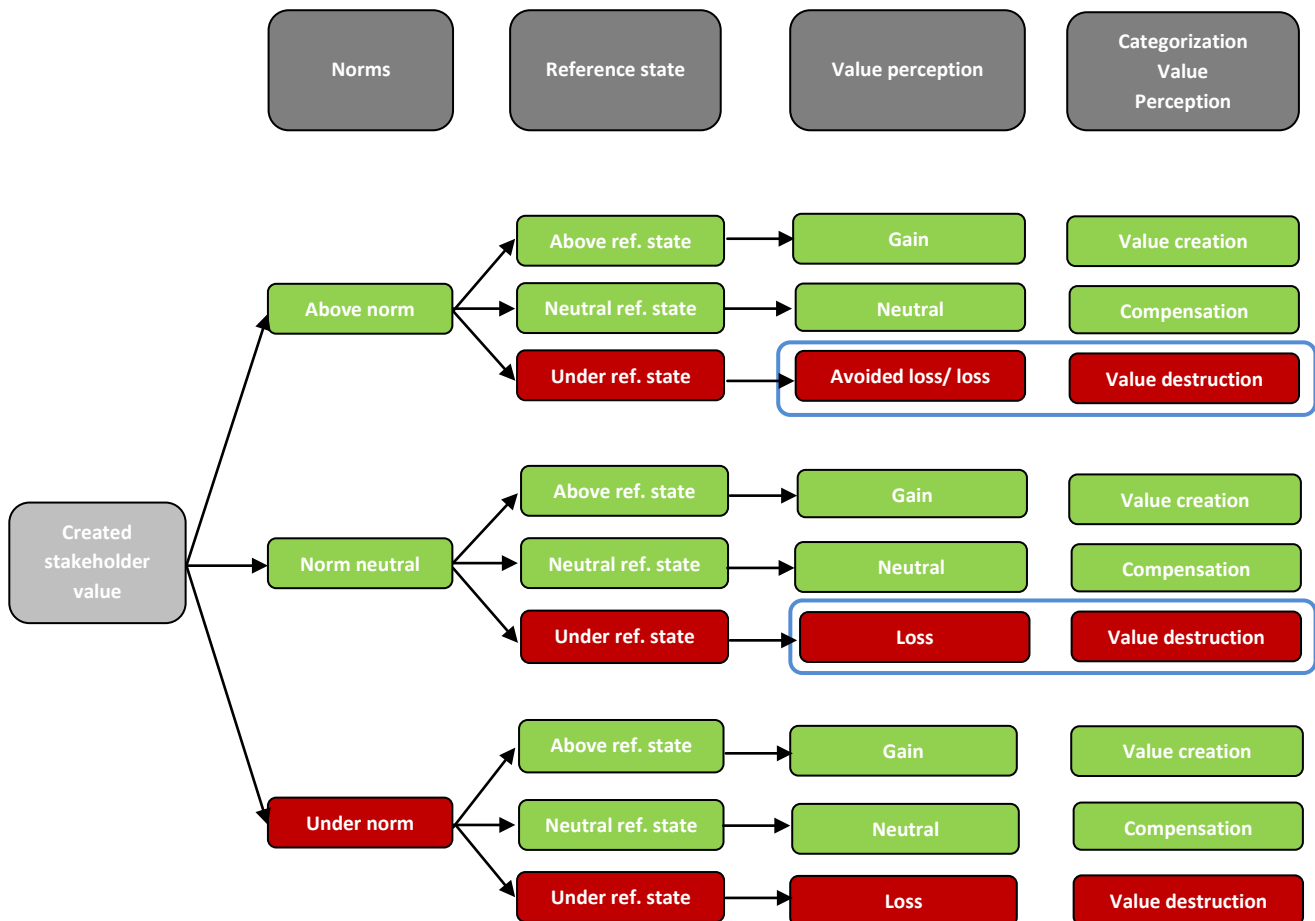 Norms
Reference state
Value perception
Categorization
Value
Perception
Above ref. state
Gain
Value creation
Above norm
Neutral ref. state
Neutral
Compensation
Under ref. state
Avoided loss/ loss
Value destruction
Above ref. state
Gain
Value creation
Created
stakeholder
value
Norm neutral
Neutral ref. state
Neutral
Compensation
Under ref. state
Loss
Value destruction
Above ref. state
Gain
Value creation
Under norm
Neutral ref. state
Neutral
Compensation
Under ref. state
Loss
Value destruction